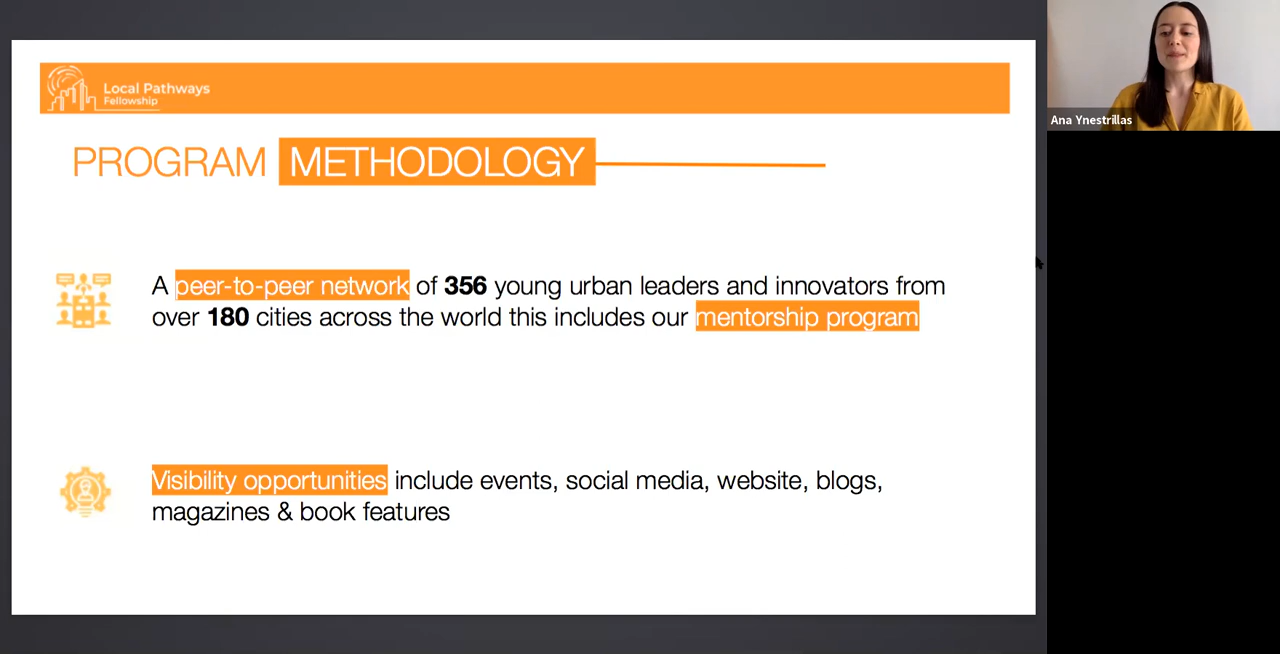 Local Pathways
Fellowship
PROGRAM METHODOLOGY
A peer-to-peer network of 356 young urban leaders and innovators from
over 180 cities across the world this includes our mentorship program
Visibility opportunities include events, social media, website, blogs,
magazines & book features
Ana Ynestrillas